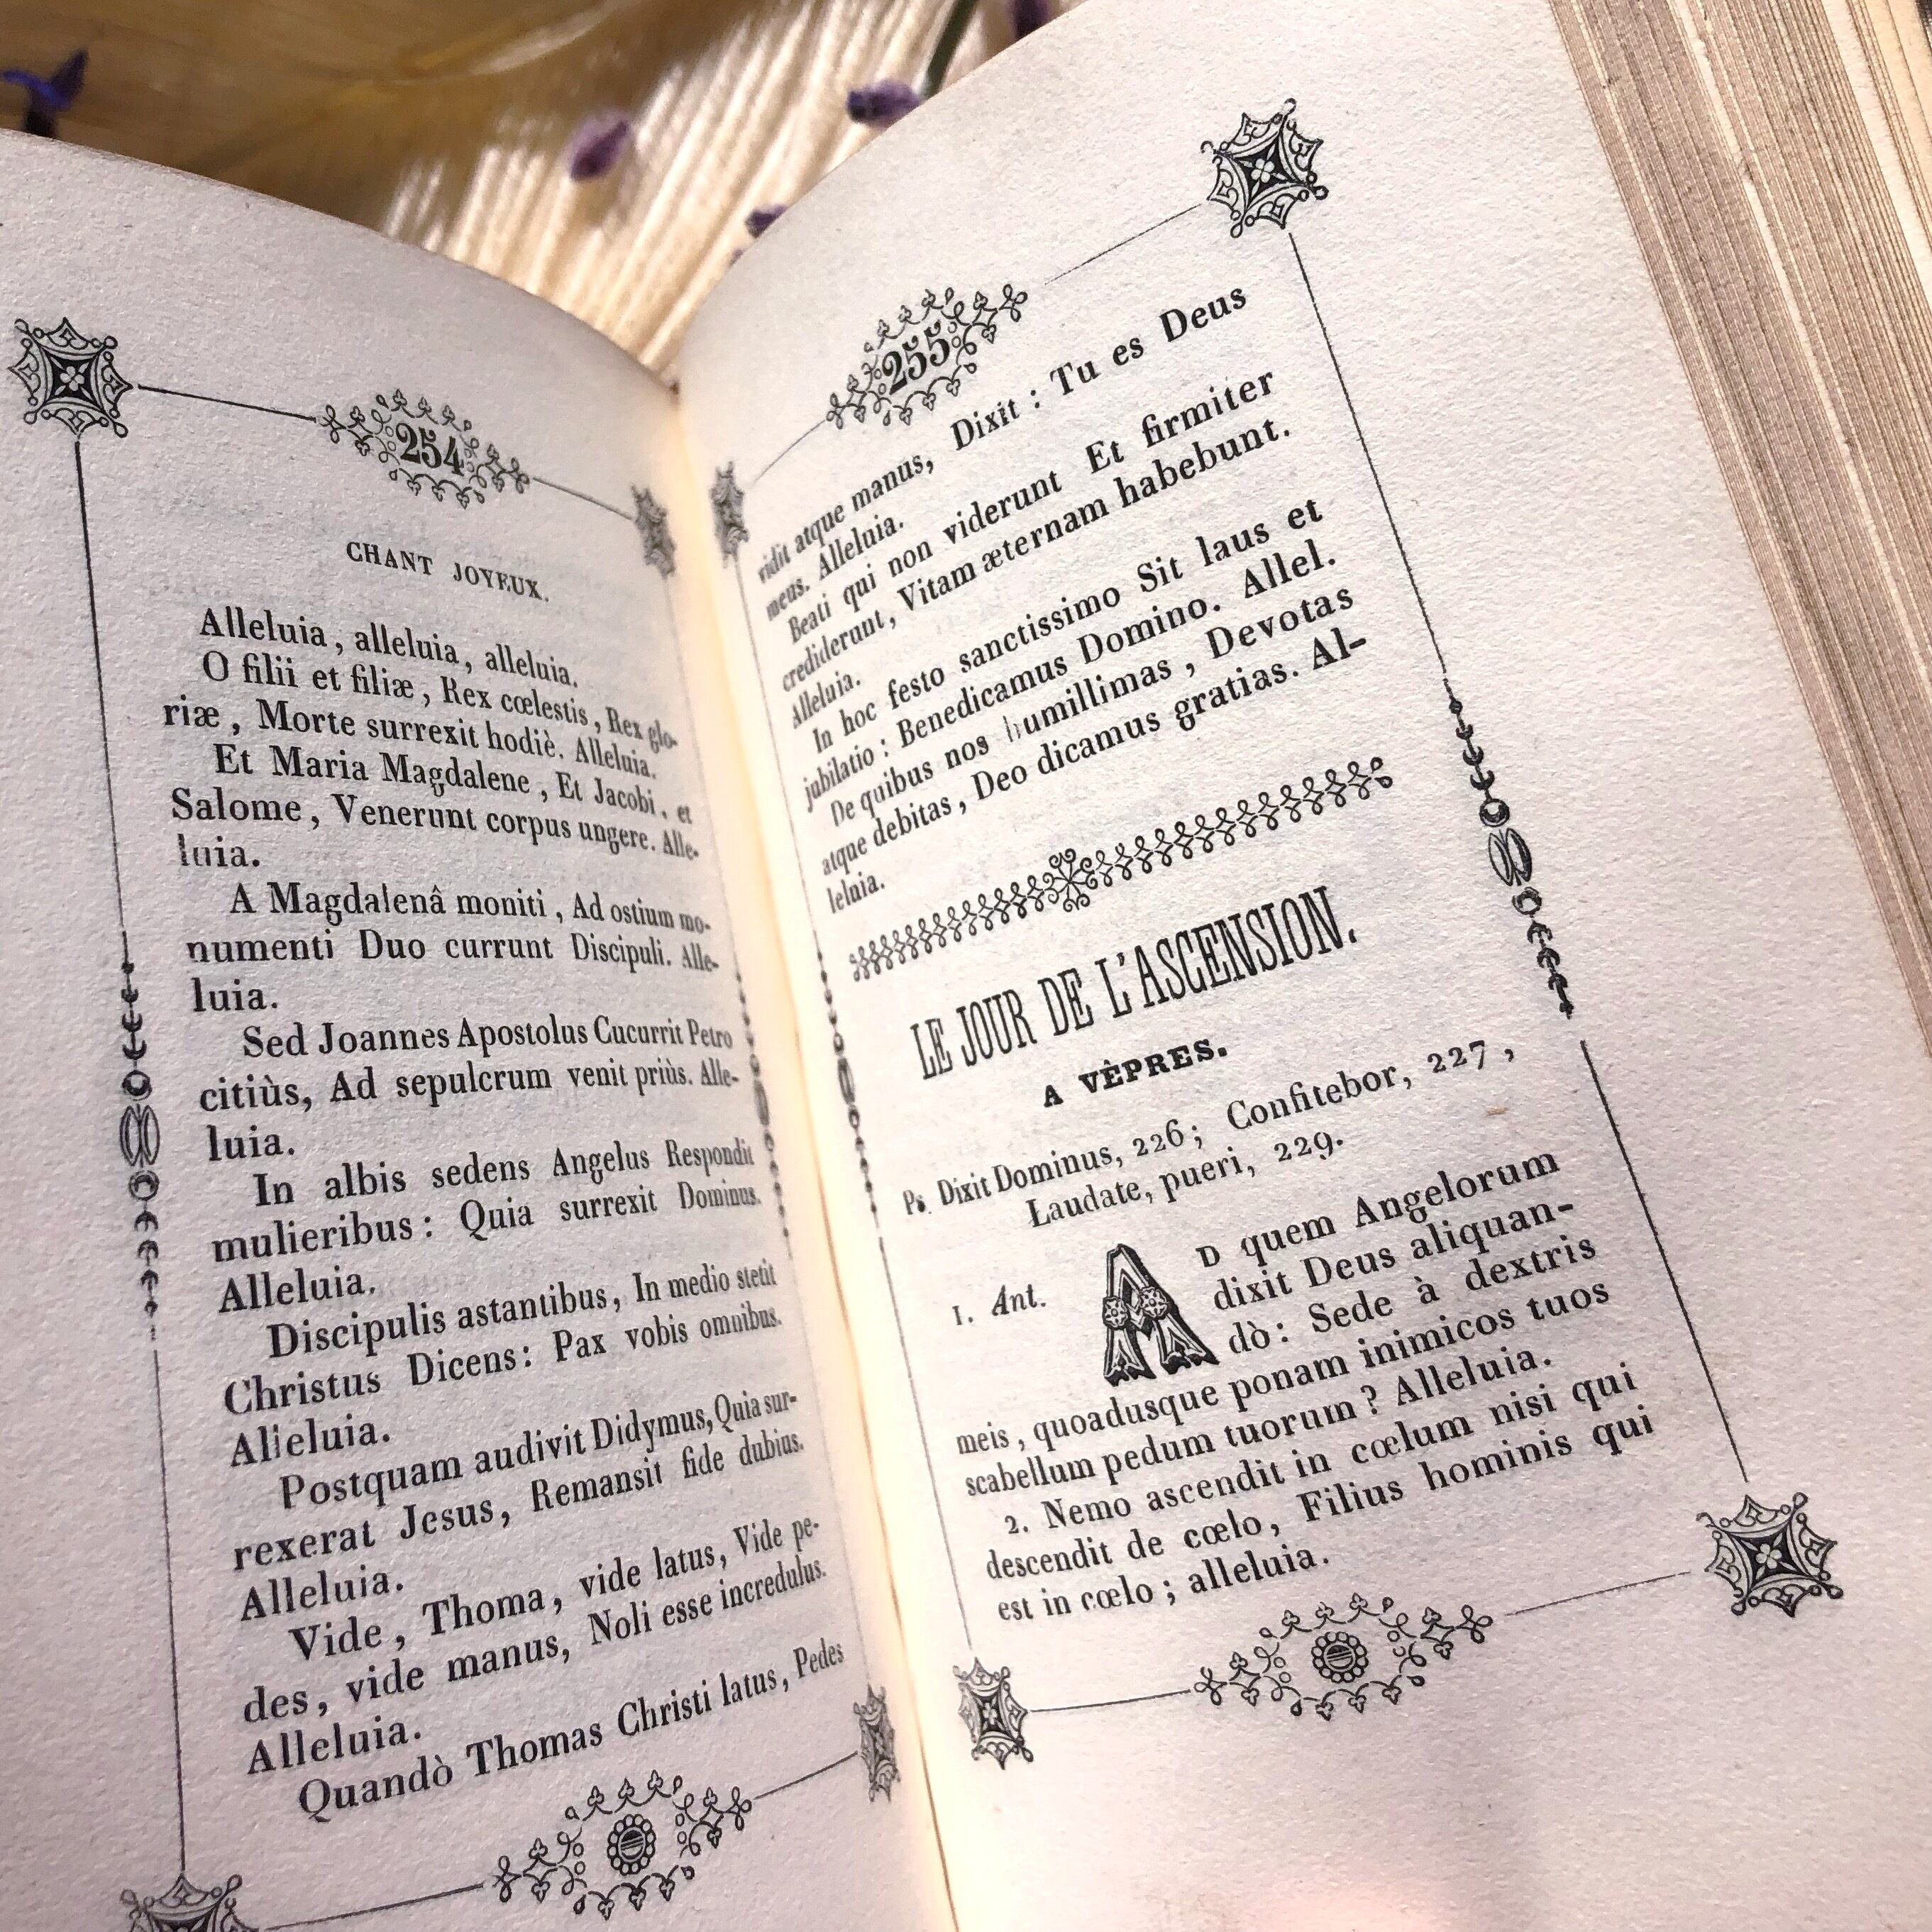 254
CHANT JOYEUX.
Alleluia, alleluia, alleluia.
O filii et filiæ, Rex cœlestis, Rex glo-
riæ, Morte surrexit hodiè. Alleluia.
Et Maria Magdalene, Et Jacobi, et
Salome, Venerunt corpus ungere. Alle-
luia.
A Magdalenâ moniti, Ad ostium mo-
numenti Duo currunt Discipuli. Alle-
luia.
Sed Joannes Apostolus Cucurrit Petro
citiùs, Ad sepulcrum venit priùs. Alle-
luia.
In albis sedens Angelus Respondit
mulieribus: Quia surrexit Dominus.
Alleluia.
Discipulis astantibus, In medio stetit
Christus Dicens: Pax vobis omnibus.
Alleluia.
Postquam audivit Didymus, Quia sur-
rexerat Jesus, Remansit fide dubius.
Alleluia.
Vide, Thoma, vide latus, Vide pe-
des, vide manus, Noli esse incredulus.
Alleluia.
Quandò Thomas Christi latus, Pedes
255
vidit atque manus, Dixit : Tu es Deus
meus. Alleluia.
Beati qui non viderunt Et firmiter
crediderunt, Vitam æternam habebunt.
Alleluia.
In hoc festo sanctissimo Sit laus et
jubilatio : Benedicamus Domino. Allel.
De quibus nos humillimas, Devotas
atque debitas, Deo dicamus gratias. Al-
leluia.
LE JOUR DE L'ASCENSION.
A VÈPRES.
Ps. Dixit Dominus, 226; Confitebor, 227,
Laudate, pueri, 229.
1. Ant. AD quem Angelorum
dixit Deus aliquan-
dò: Sede à dextris
meis, quoadusque ponam inimicos tuos
scabellum pedum tuorum? Alleluia.
2. Nemo ascendit in cœlum nisi qui
descendit de cœlo, Filius hominis qui
est in cœlo; alleluia.